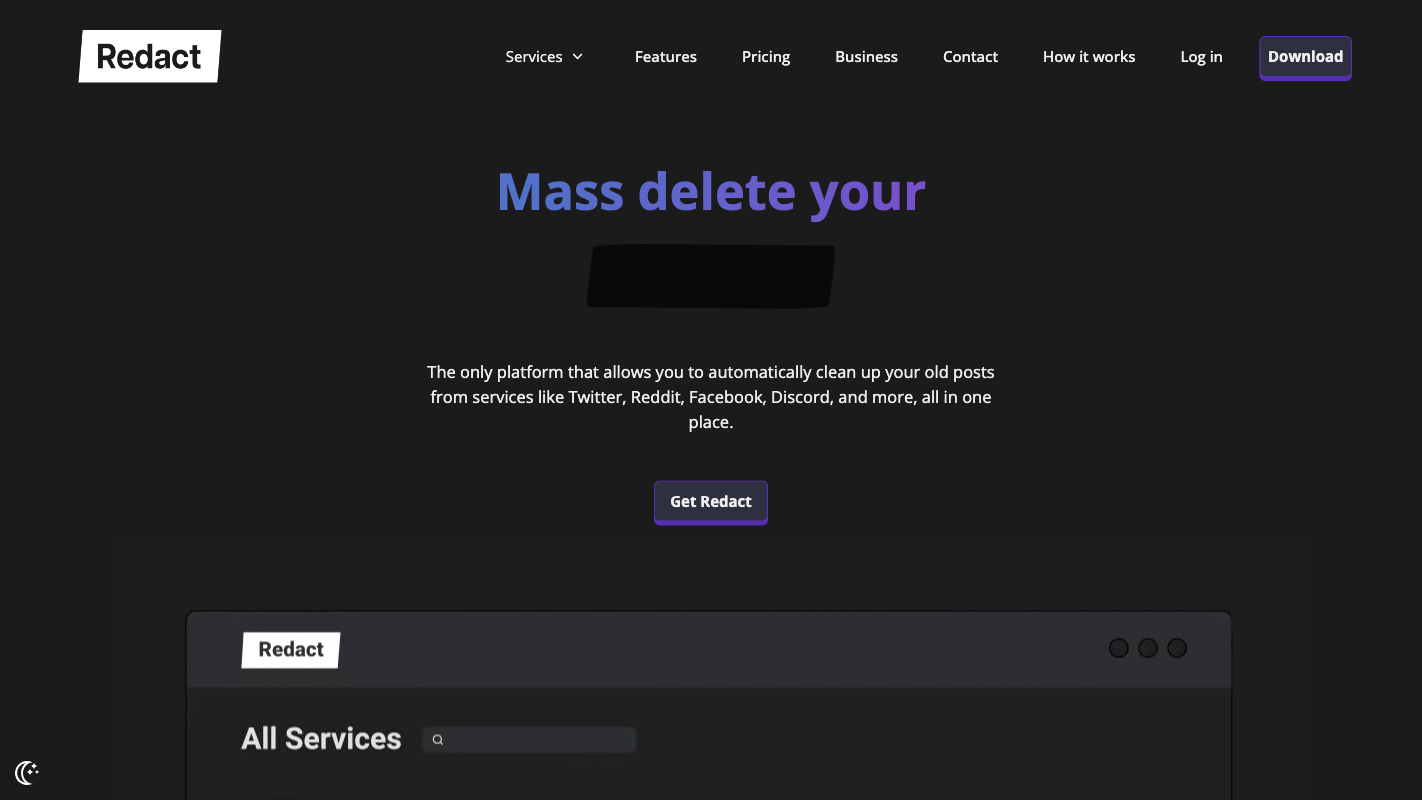 Redact
Services
Features
Pricing
Business
Contact
How it works
Log in
Download
Mass delete your
The only platform that allows you to automatically clean up your old posts
from services like Twitter, Reddit, Facebook, Discord, and more, all in one
place.
Get Redact
Redact
All Services